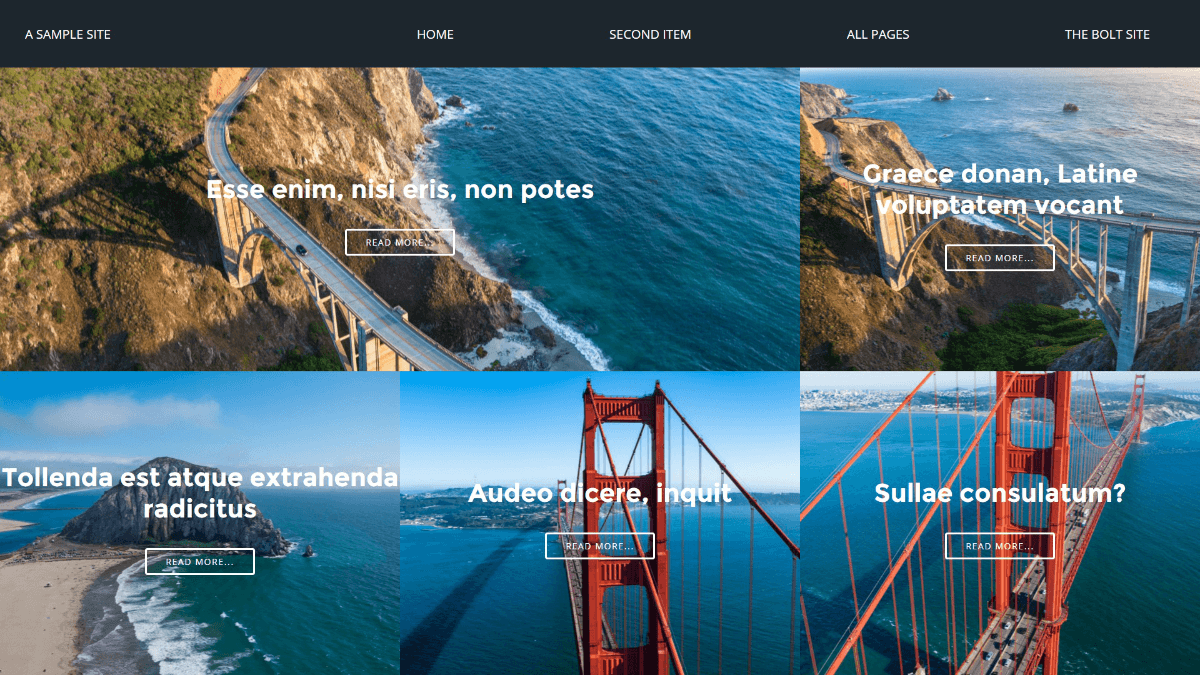 A SAMPLE SITE HOME SECOND ITEM ALL PAGES THE BOLT SITE
Esse enim, nisi eris, non potes
READ MORE...
Graece donan, Latine
voluptatem vocant
READ MORE...
Tollenda est atque extrahenda
radicitus
READ MORE...
Audeo dicere, inquit
READ MORE...
Sullae consulatum?
READ MORE...